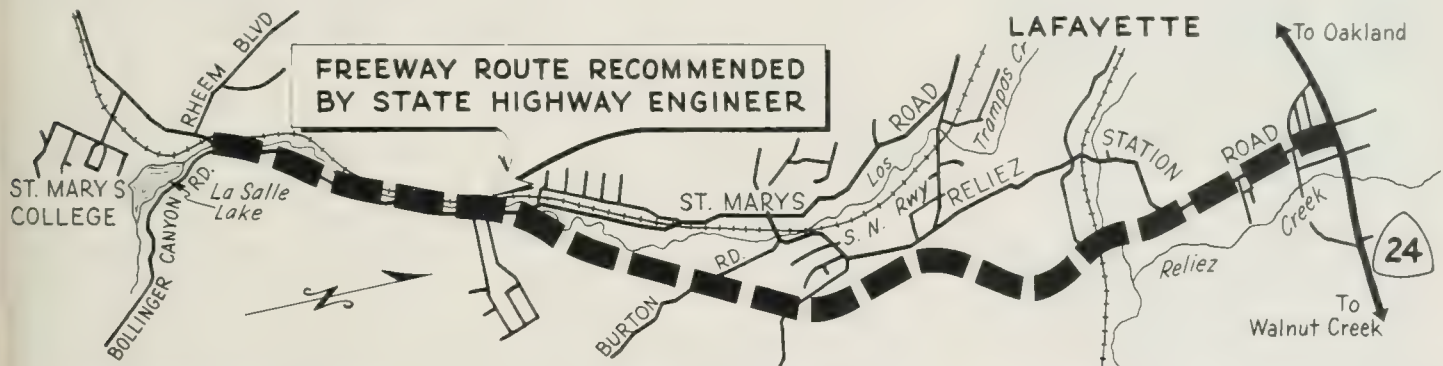 LAFAYETTE
To Oakland
RHEEM BLVD
FREEWAY ROUTE RECOMMENDED
BY STATE HIGHWAY ENGINEER
ROAD
Trampas Cr.
Los
STATION
ROAD
ST. MARYS
COLLEGE
RD.
La Salle
Lake
ST. MARYS
S. N. RWY
RELIEZ
Creek
24
BOLLINGER CANYON
N
RD.
BURTON
Reliez
To
Walnut Creek